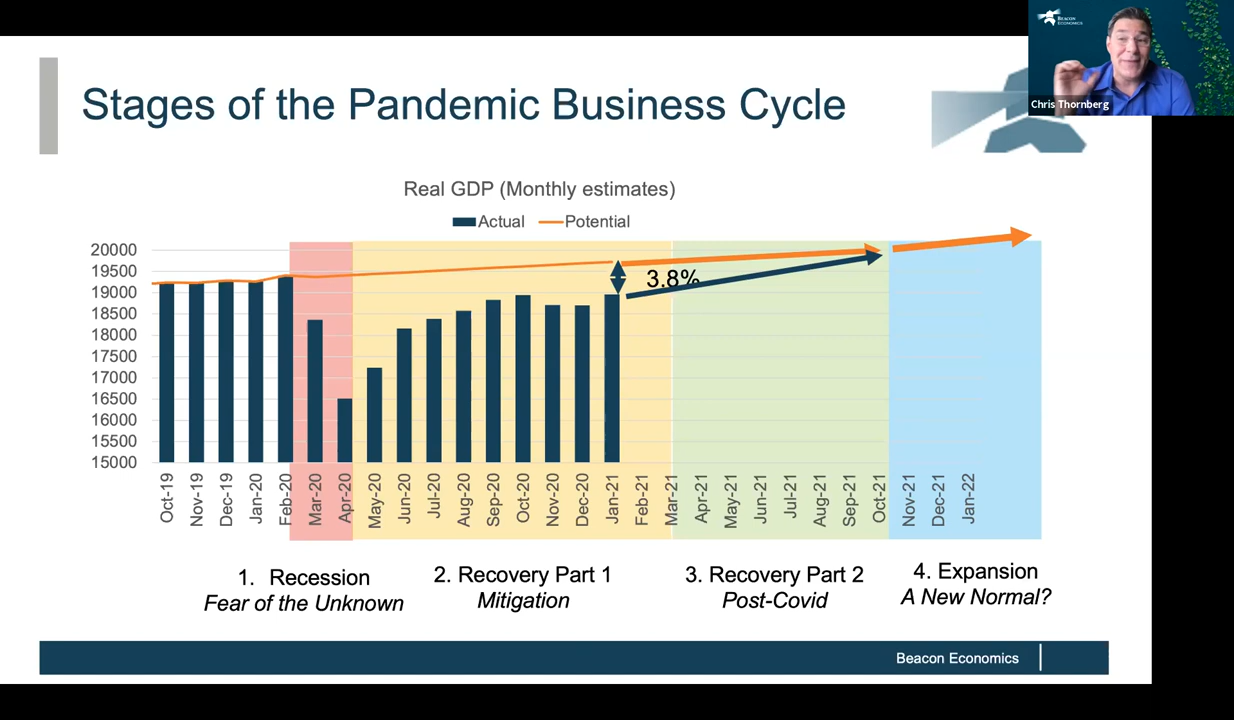 BEACON
ECONOMICS
Chris Thornberg
Stages of the Pandemic Business Cycle
Real GDP (Monthly estimates)
Actual Potential
20000
19500
19000
18500
18000
17500
17000
16500
16000
15500
15000
3.8%
Oct-19 Nov-19 Dec-19 Jan-20 Feb-20 Mar-20 Apr-20 May-20 Jun-20 Jul-20 Aug-20 Sep-20 Oct-20 Nov-20 Dec-20 Jan-21 Feb-21 Mar-21 Apr-21 May-21 Jun-21 Jul-21 Aug-21 Sep-21 Oct-21 Nov-21 Dec-21 Jan-22
1. Recession
Fear of the Unknown
2. Recovery Part 1
Mitigation
3. Recovery Part 2
Post-Covid
4. Expansion
A New Normal?
Beacon Economics